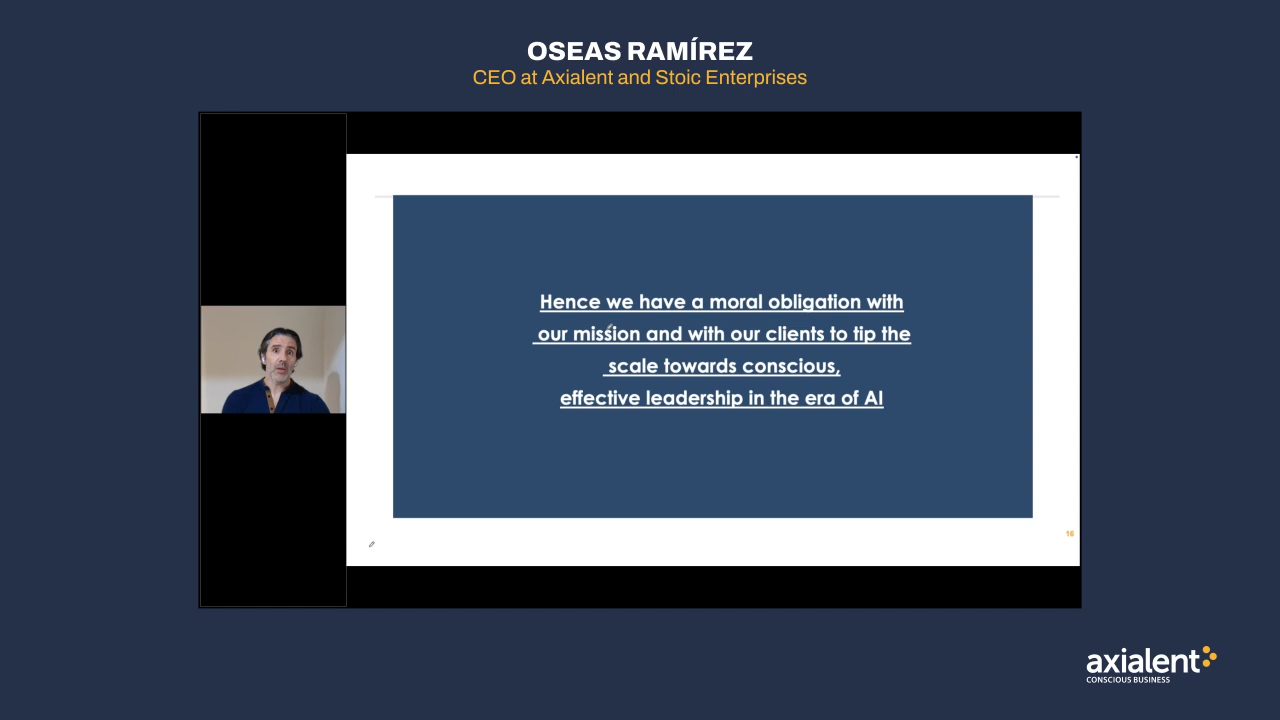 OSEAS RAMÍREZ
CEO at Axialent and Stoic Enterprises
Hence we have a moral obligation with
our mission and with our clients to tip the
scale towards conscious,
effective leadership in the era of AI
16
axialent
CONSCIOUS BUSINESS